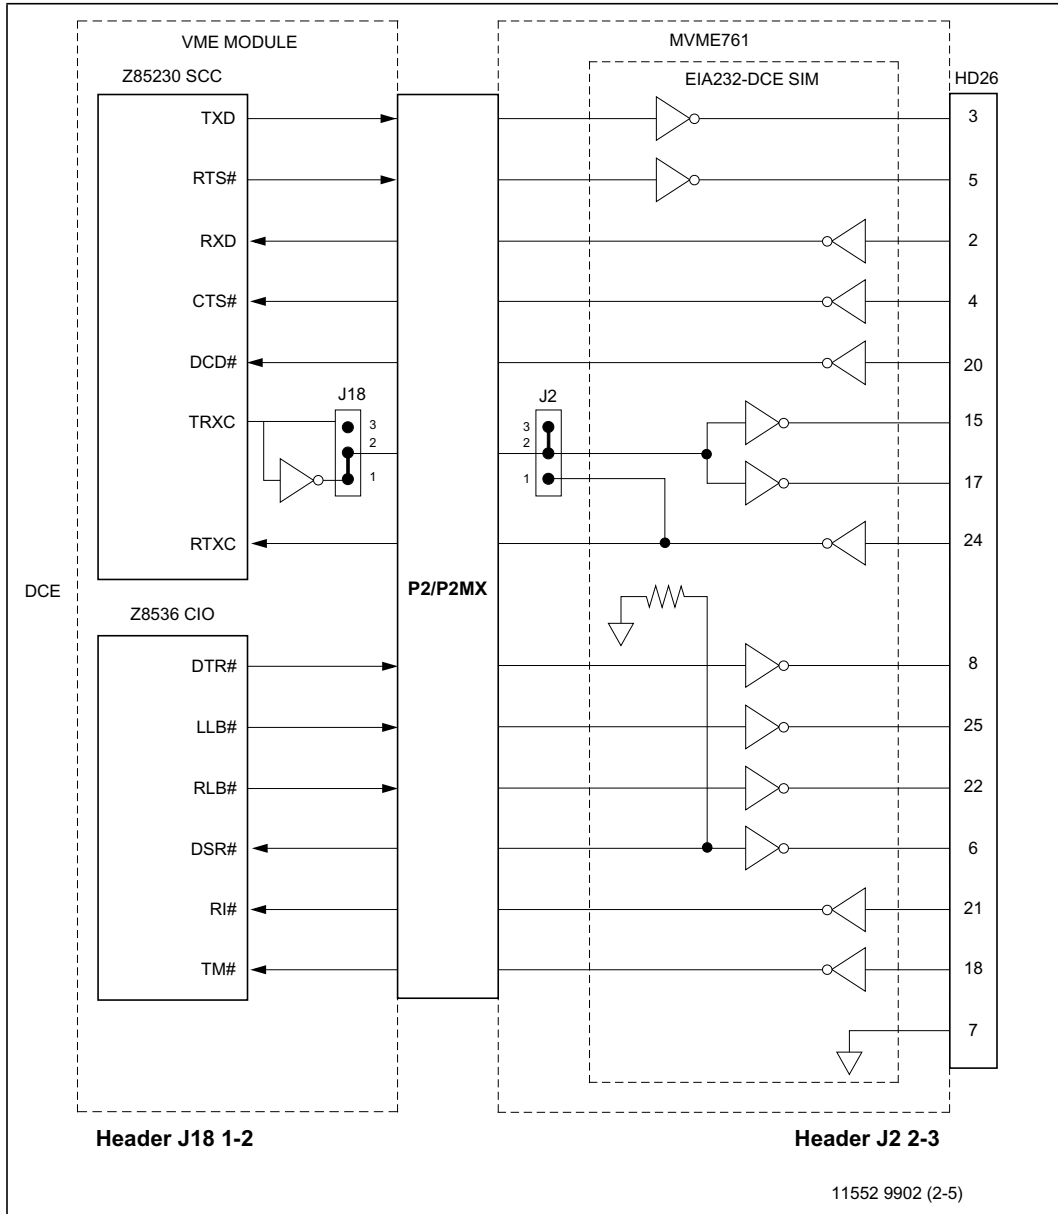 VME MODULE
MVME761
Z85230 SCC
EIA232-DCE SIM
HD26
TXD
3
RTS#
5
RXD
2
CTS#
4
DCD#
20
J18
J2
TRXC
3
2
1
3
2
1
15
17
RTXC
24
DCE
P2/P2MX
Z8536 CIO
DTR#
8
LLB#
25
RLB#
22
DSR#
6
RI#
21
TM#
18
7
Header J18 1-2
Header J2 2-3
11552 9902 (2-5)